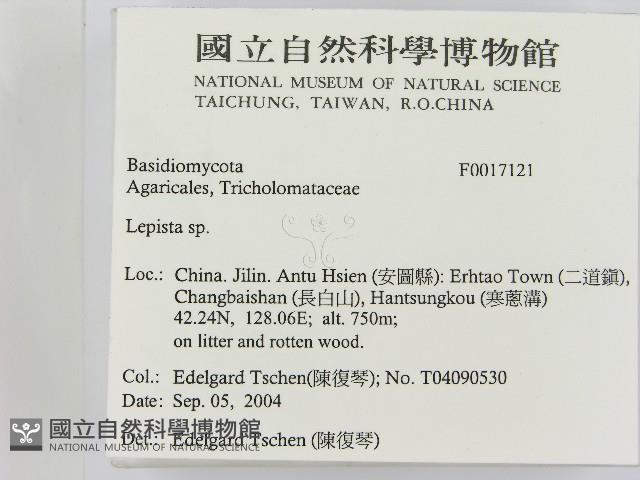 國立自然科學博物館
NATIONAL MUSEUM OF NATURAL SCIENCE
TAICHUNG, TAIWAN, R.O.CHINA
Basidiomycota F0017121
Agaricales, Tricholomataceae
Lepista sp.
Loc.: China. Jilin. Antu Hsien (安圖縣): Erhtao Town (二道鎮),
Changbaishan (長白山), Hantsungkou (寒蔥溝)
42.24N, 128.06E; alt. 750m;
on litter and rotten wood.
Col.: Edelgard Tschen(陳復琴); No. T04090530
Date: Sep. 05, 2004
Det.: Edelgard Tschen (陳復琴)
國立自然科學博物館
NATIONAL MUSEUM OF NATURAL SCIENCE